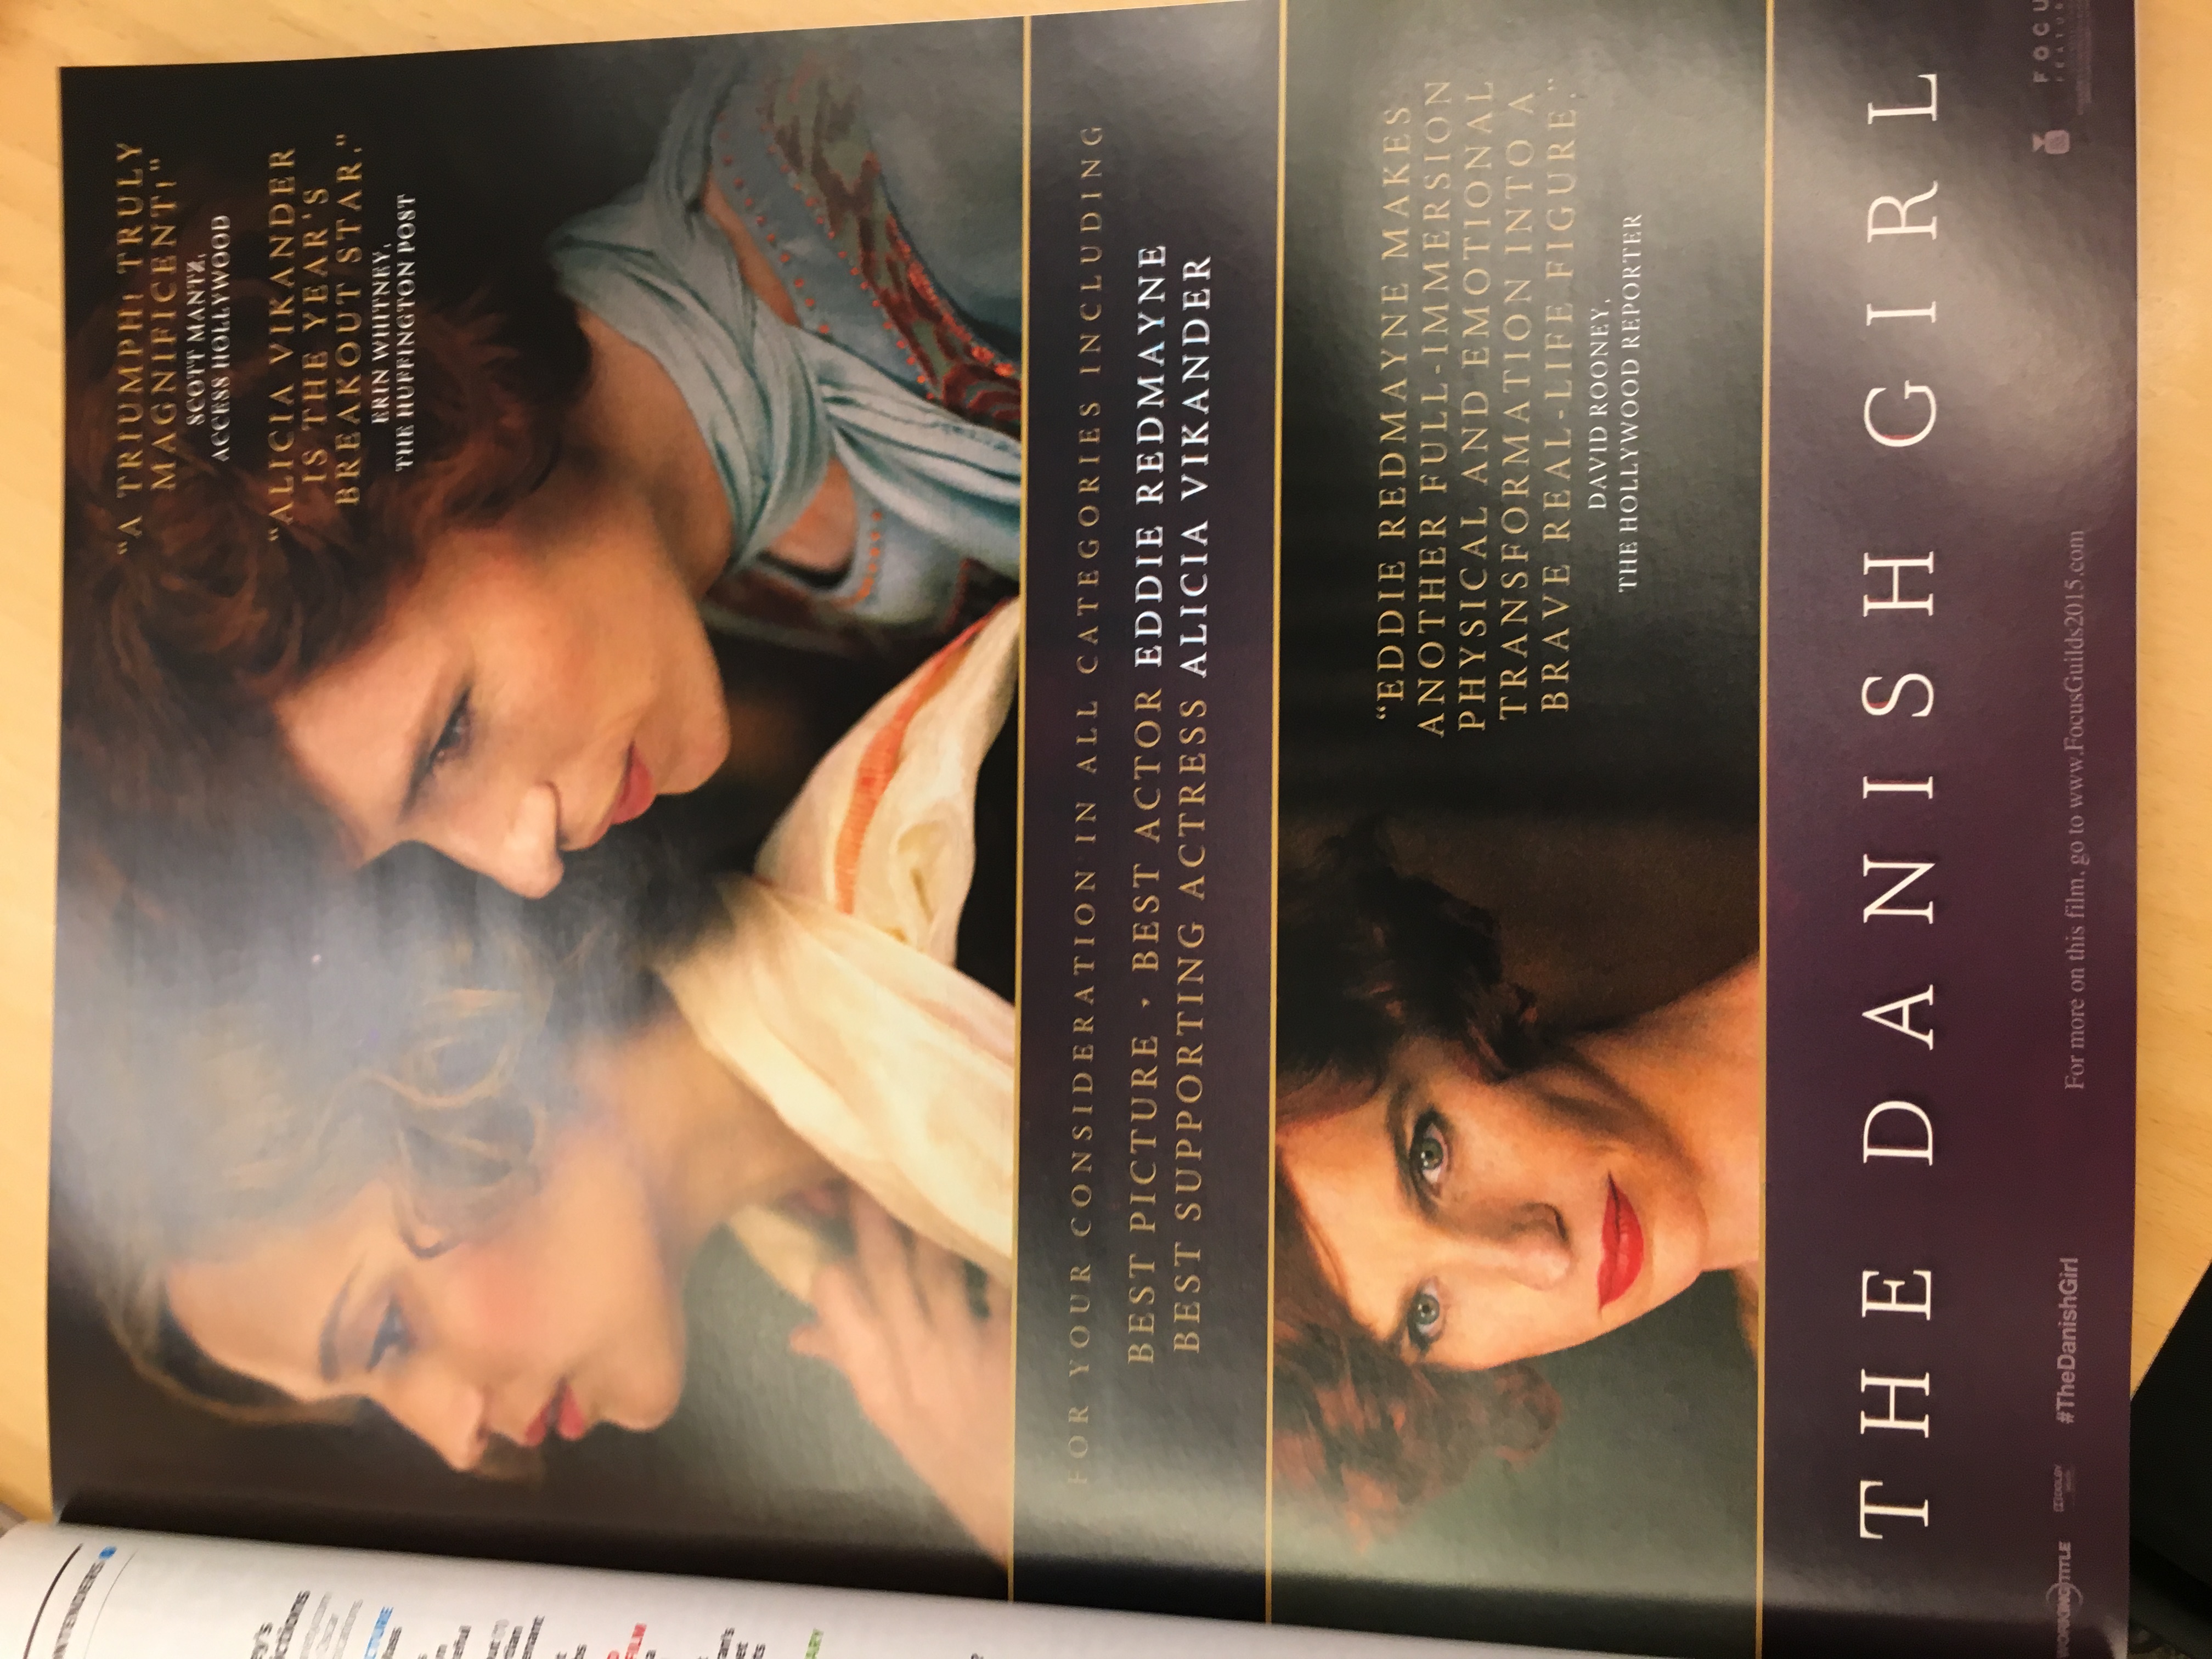 "A TRIUMPH! TRULY
MAGNIFICENT!"
SCOTT MANTZ,
ACCESS HOLLYWOOD
"ALICIA VIKANDER
IS THE YEAR'S
BREAKOUT STAR."
ERIN WHITNEY,
THE HUFFINGTON POST
FOR YOUR CONSIDERATION IN ALL CATEGORIES INCLUDING
BEST PICTURE · BEST ACTOR EDDIE REDMAYNE
BEST SUPPORTING ACTRESS ALICIA VIKANDER
"EDDIE REDMAYNE MAKES
ANOTHER FULL-IMMERSION
PHYSICAL AND EMOTIONAL
TRANSFORMATION INTO A
BRAVE REAL-LIFE FIGURE."
DAVID ROONEY,
THE HOLLYWOOD REPORTER
THE DANISH GIRL
WORKING TITLE
DOLBY
#TheDanishGirl
For more on this film, go to www.FocusGuilds2015.com
FOCU
FEATUR